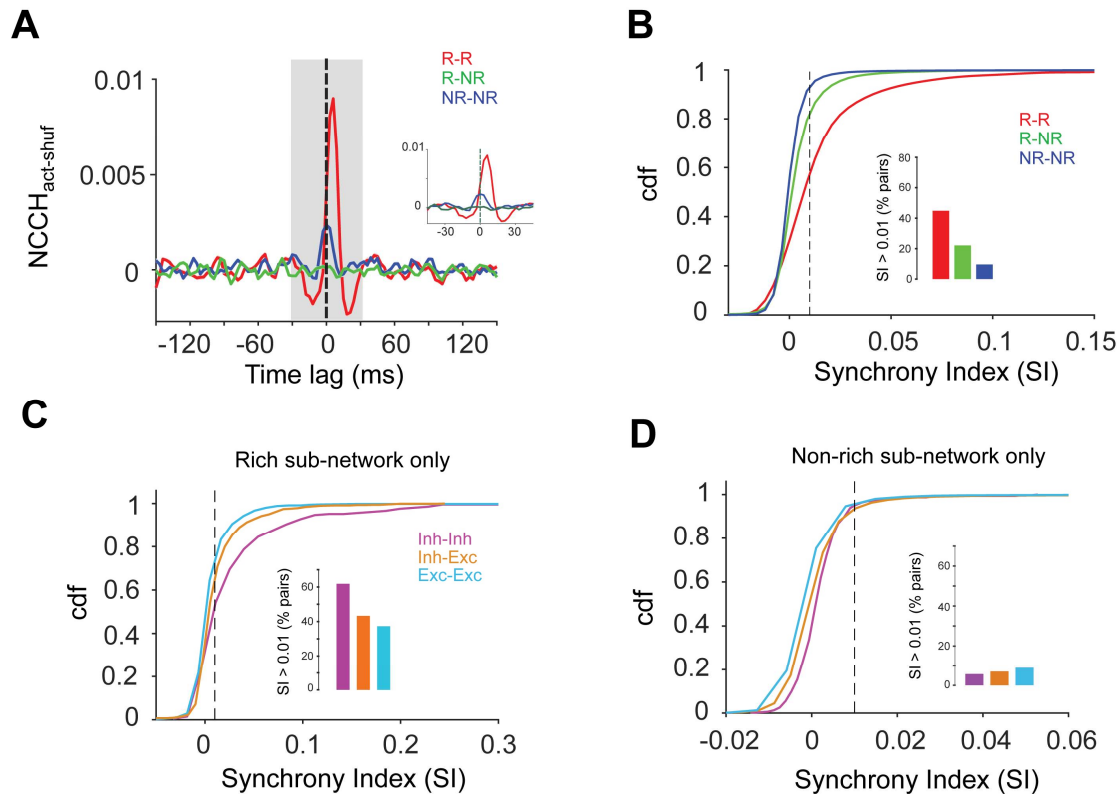 A
R-R
R-NR
NR-NR
0.01
0.005
0
NCCHact-shuf
-120
-60
0
60
120
Time lag (ms)
0.01
0
-30
0
30
B
1
0.8
0.6
0.4
0.2
0
cdf
R-R
R-NR
NR-NR
80
60
40
20
0
SI > 0.01 (% pairs)
0
0.05
0.1
0.15
Synchrony Index (SI)
C
Rich sub-network only
1
0.8
0.6
0.4
0.2
0
cdf
Inh-Inh
Inh-Exc
Exc-Exc
60
40
20
0
SI > 0.01 (% pairs)
0
0.1
0.2
0.3
Synchrony Index (SI)
D
Non-rich sub-network only
1
0.8
0.6
0.4
0.2
0
cdf
60
40
20
0
SI > 0.01 (% pairs)
-0.02
0
0.02
0.04
0.06
Synchrony Index (SI)